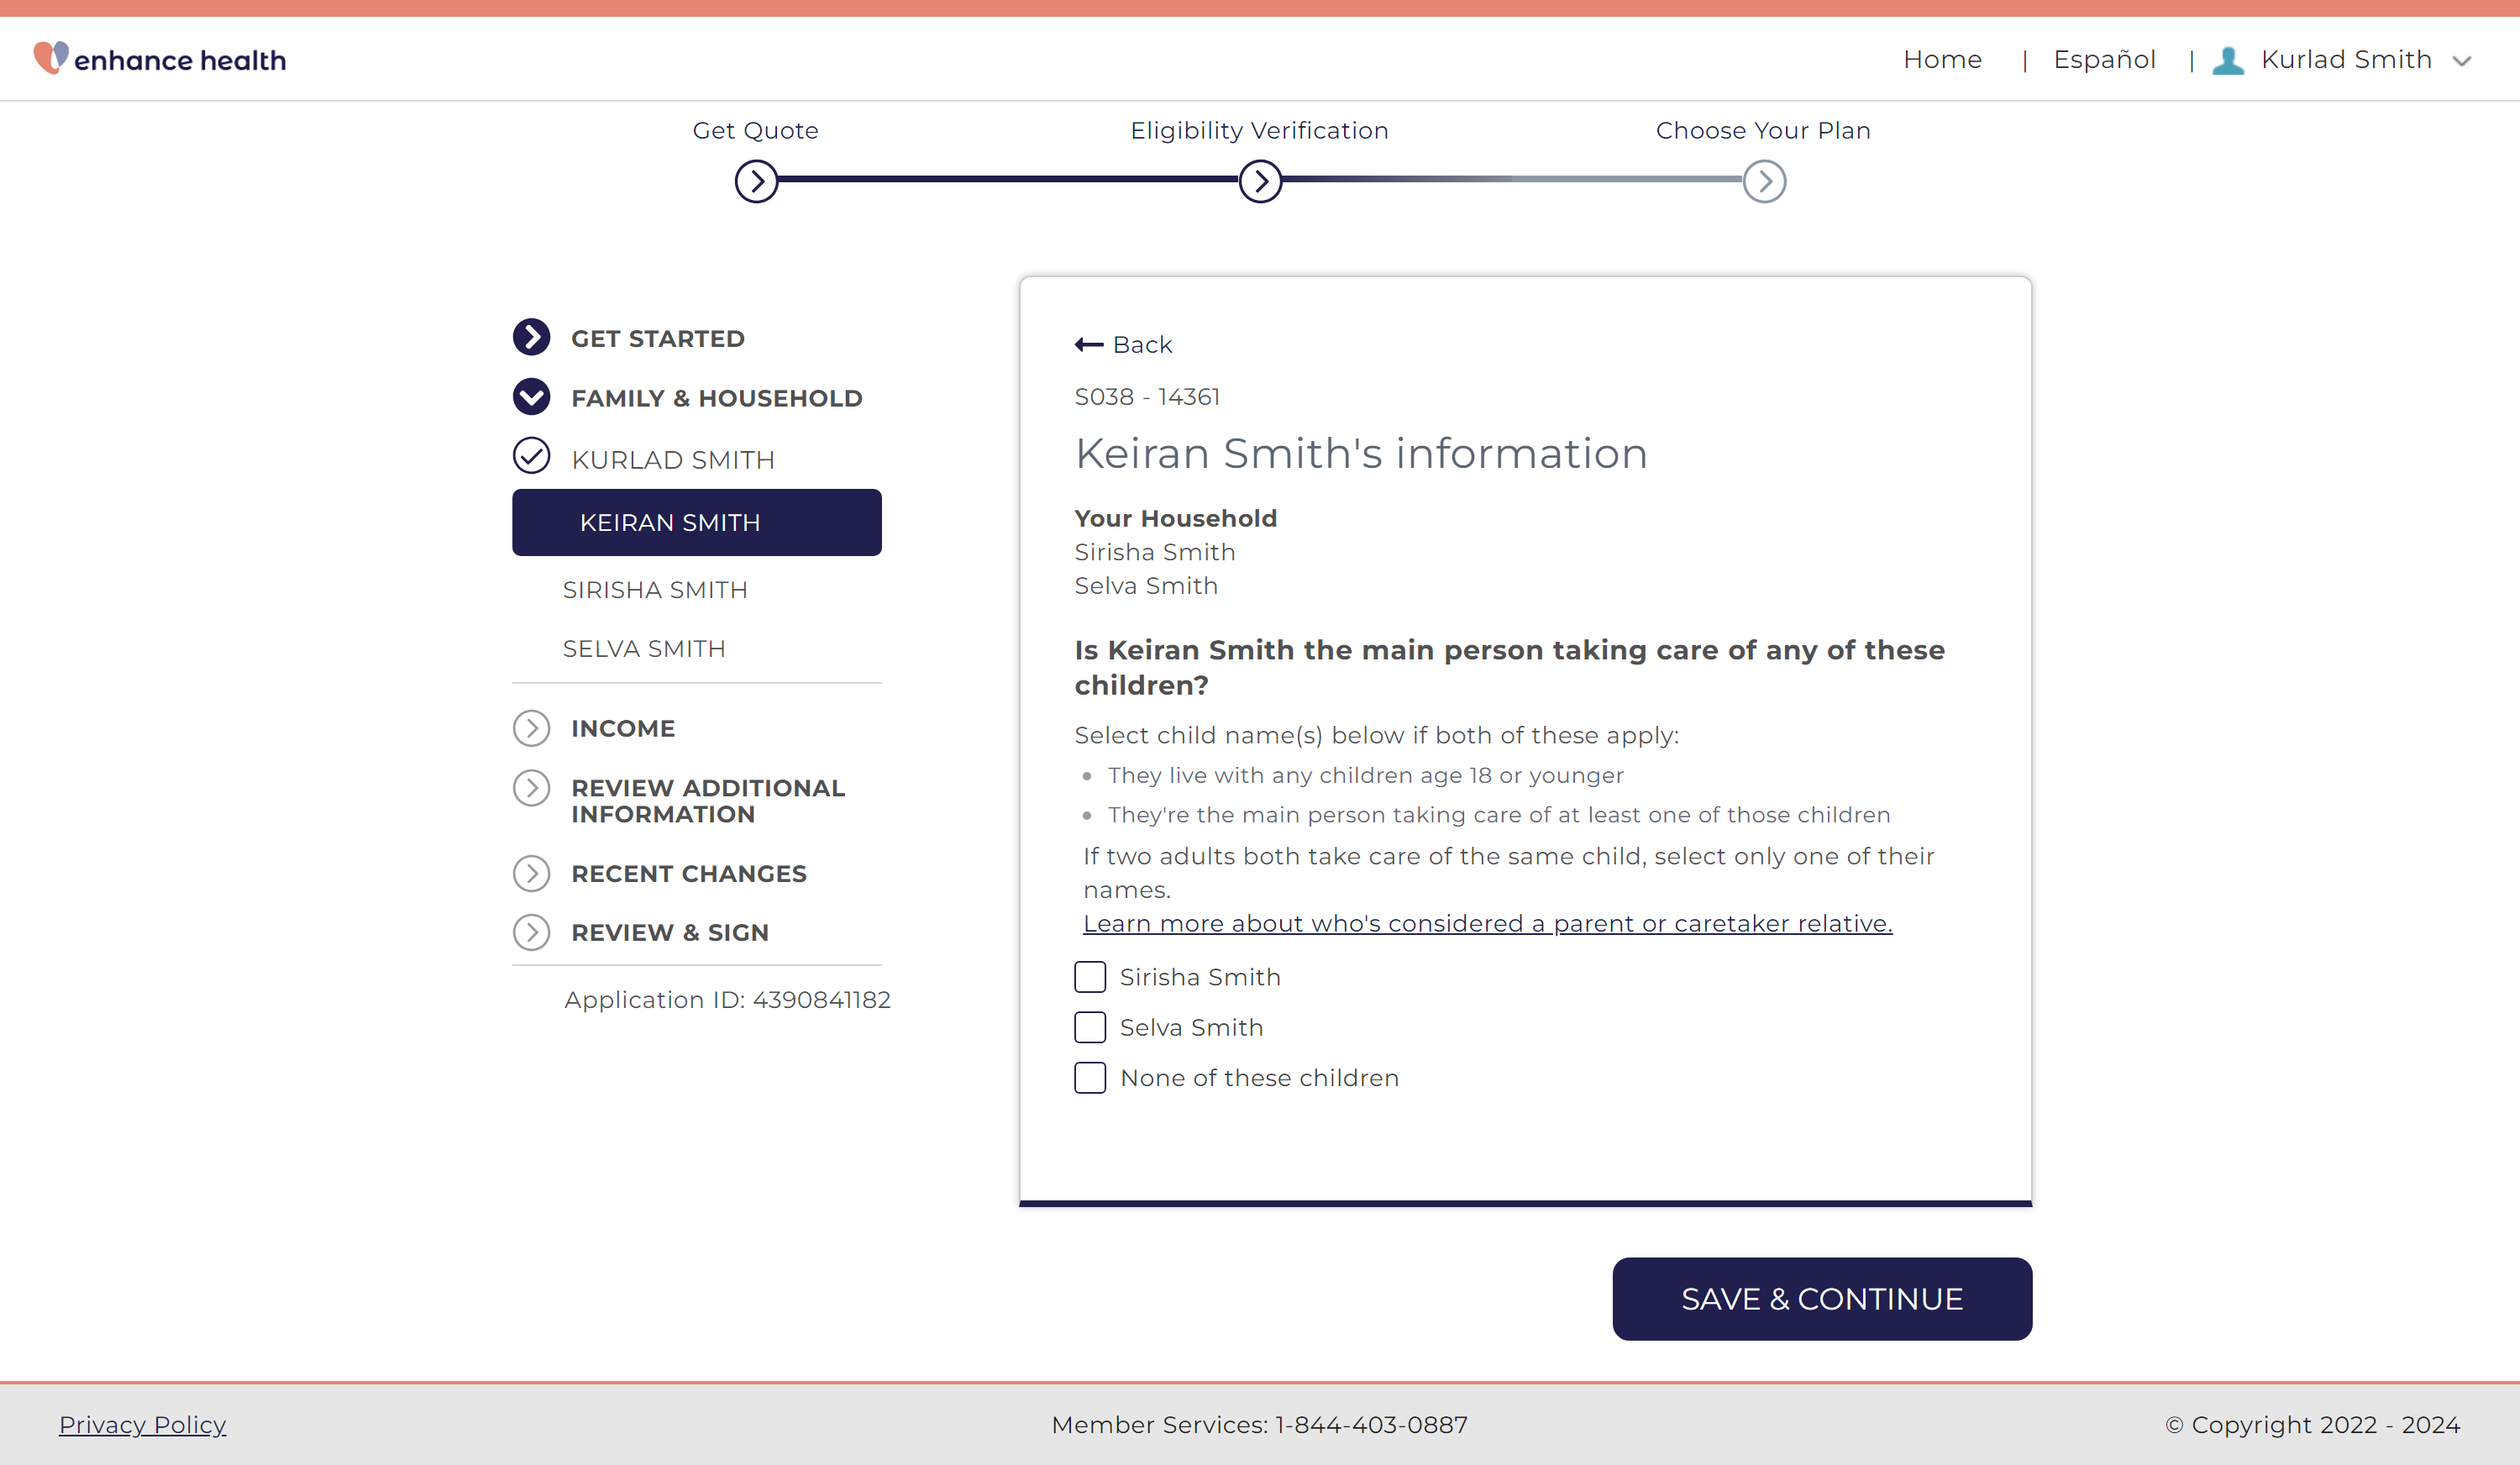 enhance health
Home | Español | Kurlad Smith
Get Quote
Eligibility Verification
Choose Your Plan
GET STARTED
FAMILY & HOUSEHOLD
KURLAD SMITH
KEIRAN SMITH
SIRISHA SMITH
SELVA SMITH
INCOME
REVIEW ADDITIONAL
INFORMATION
RECENT CHANGES
REVIEW & SIGN
Application ID: 4390841182
Back
S038 - 14361
Keiran Smith's information
Your Household
Sirisha Smith
Selva Smith
Is Keiran Smith the main person taking care of any of these
children?
Select child name(s) below if both of these apply:
• They live with any children age 18 or younger
• They're the main person taking care of at least one of those children
If two adults both take care of the same child, select only one of their
names.
Learn more about who's considered a parent or caretaker relative.
Sirisha Smith
Selva Smith
None of these children
SAVE & CONTINUE
Privacy Policy
Member Services: 1-844-403-0887
© Copyright 2022 - 2024